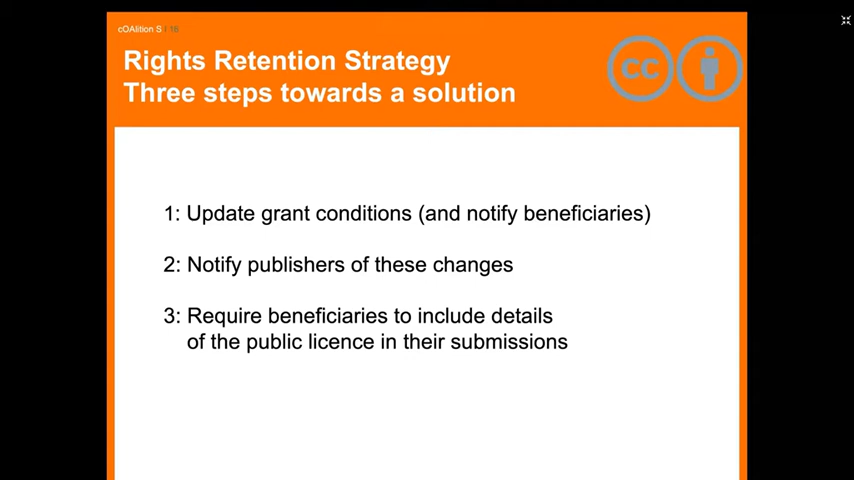 cOAlition S | 16
Rights Retention Strategy
Three steps towards a solution
CC
1: Update grant conditions (and notify beneficiaries)
2: Notify publishers of these changes
3: Require beneficiaries to include details
of the public licence in their submissions